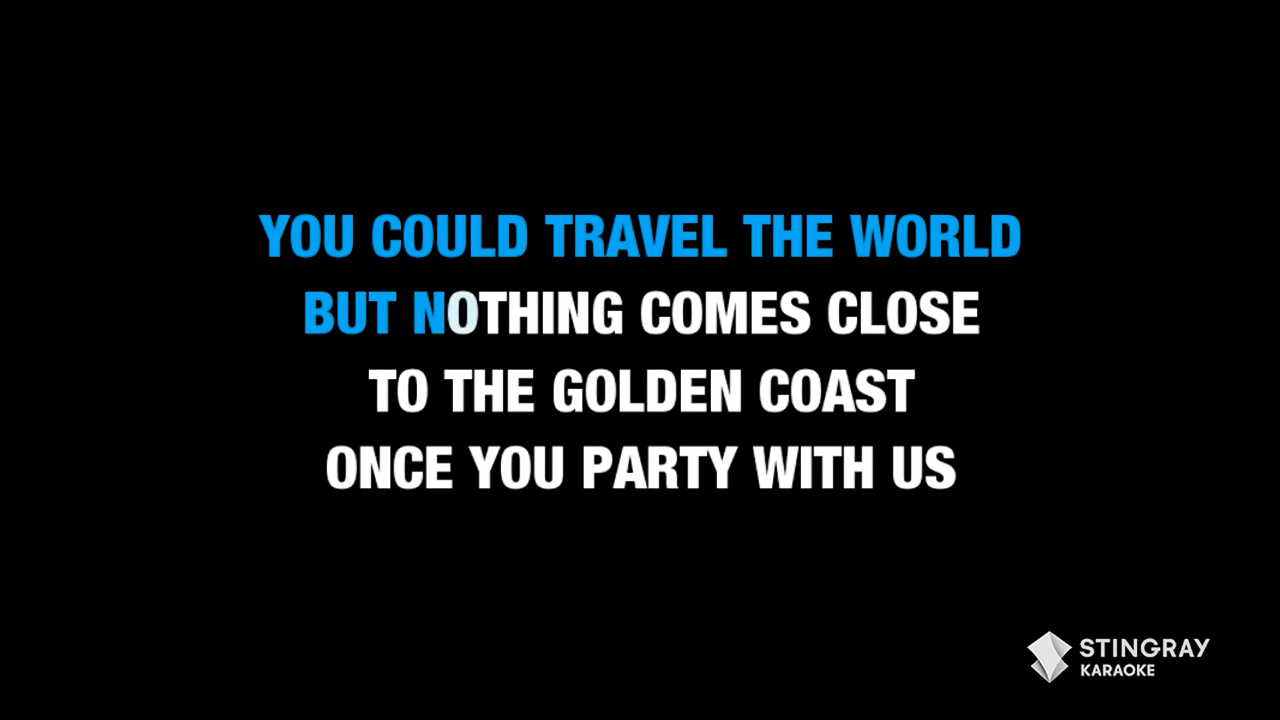 YOU COULD TRAVEL THE WORLD
BUT NOTHING COMES CLOSE
TO THE GOLDEN COAST
ONCE YOU PARTY WITH US
STINGRAY
KARAOKE